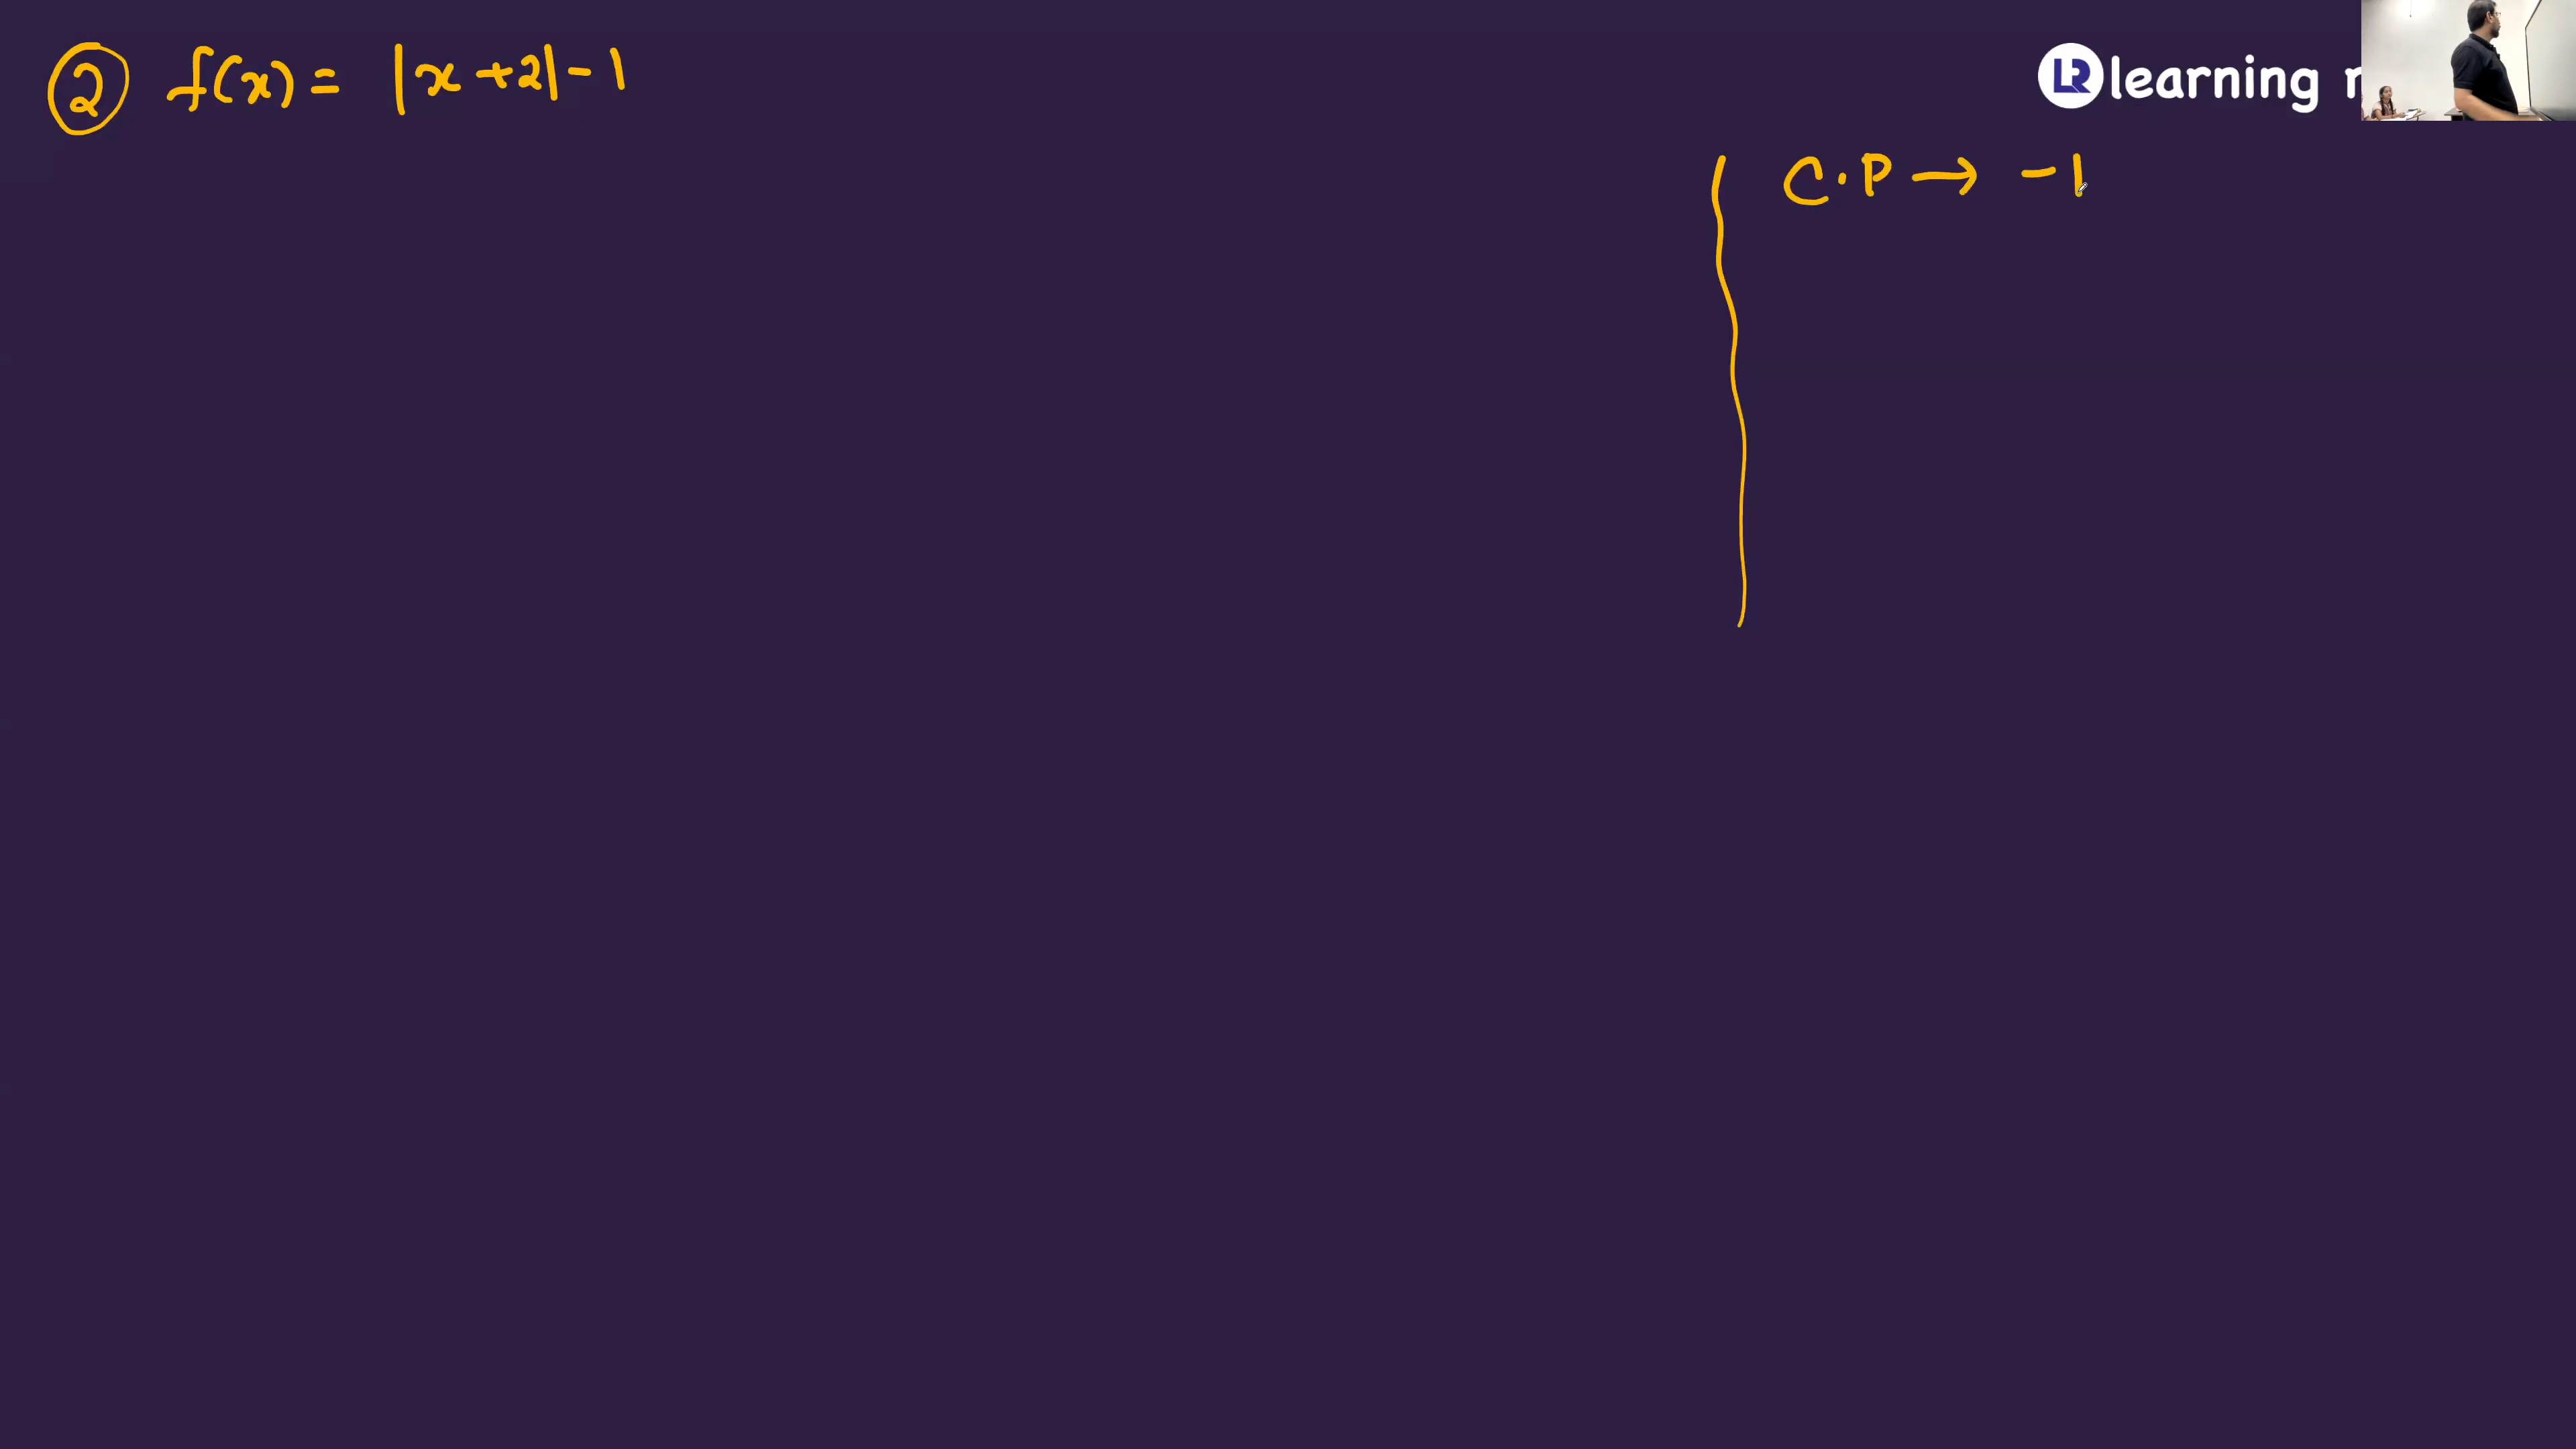 ② f(x) = |x+2|-1
learning
C.P → -1